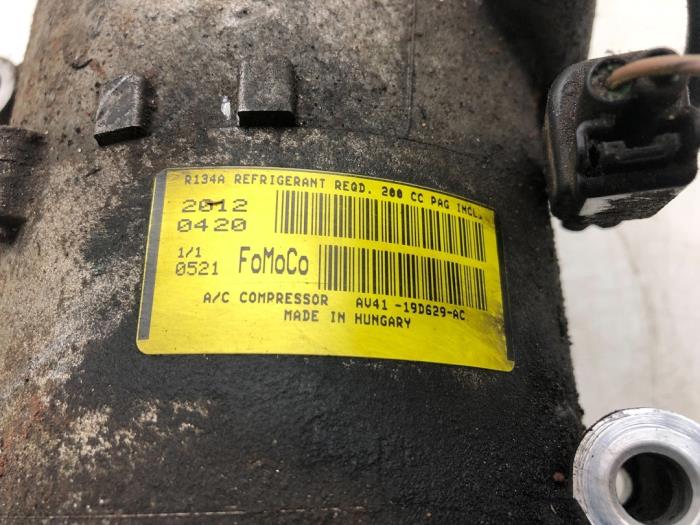 R134A REFRIGERANT REQD. 200 CC PAG INCL.
2012
0420
1/1
0521
FoMoCo
A/C COMPRESSOR AV41-19D629-AC
MADE IN HUNGARY